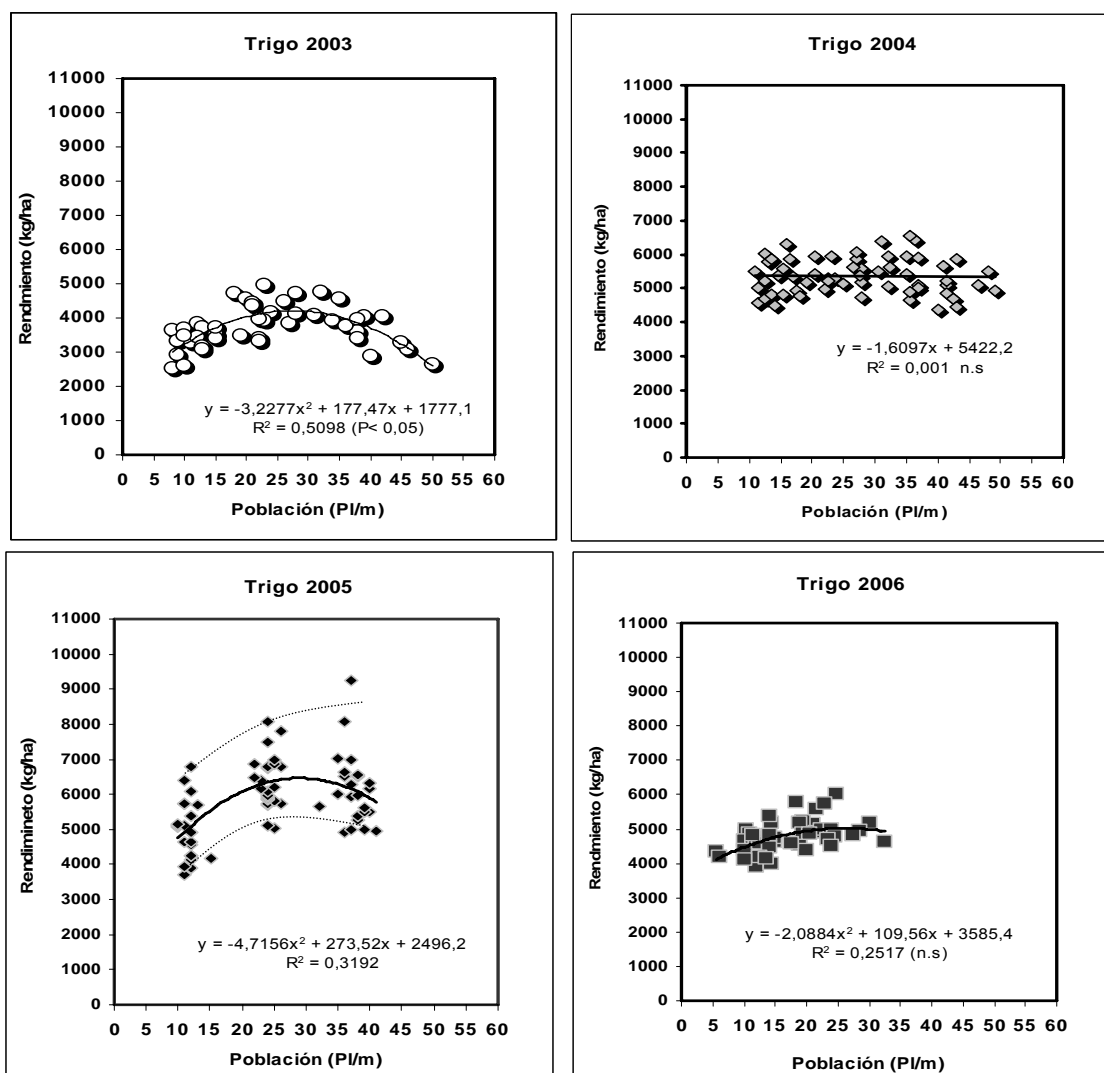 Trigo 2003
11000
10000
9000
8000
7000
6000
5000
4000
3000
2000
1000
0
Rendmiento (kg/ha)
y = -3,2277x² + 177,47x + 1777,1
R² = 0,5098 (P< 0,05)
0 5 10 15 20 25 30 35 40 45 50 55 60
Población (Pl/m)
Trigo 2004
11000
10000
9000
8000
7000
6000
5000
4000
3000
2000
1000
0
Rendimiento (kg/ha)
y = -1,6097x + 5422,2
R² = 0,001 n.s
0 5 10 15 20 25 30 35 40 45 50 55 60
Población (Pl/m)
Trigo 2005
11000
10000
9000
8000
7000
6000
5000
4000
3000
2000
1000
0
Rendimineto (kg/ha)
y = -4,7156x² + 273,52x + 2496,2
R² = 0,3192
0 5 10 15 20 25 30 35 40 45 50 55 60
Población (Pl/m)
Trigo 2006
11000
10000
9000
8000
7000
6000
5000
4000
3000
2000
1000
0
Rendimiento (kg/ha)
y = -2,0884x² + 109,56x + 3585,4
R² = 0,2517 (n.s)
0 5 10 15 20 25 30 35 40 45 50 55 60
Población (Pl/m)